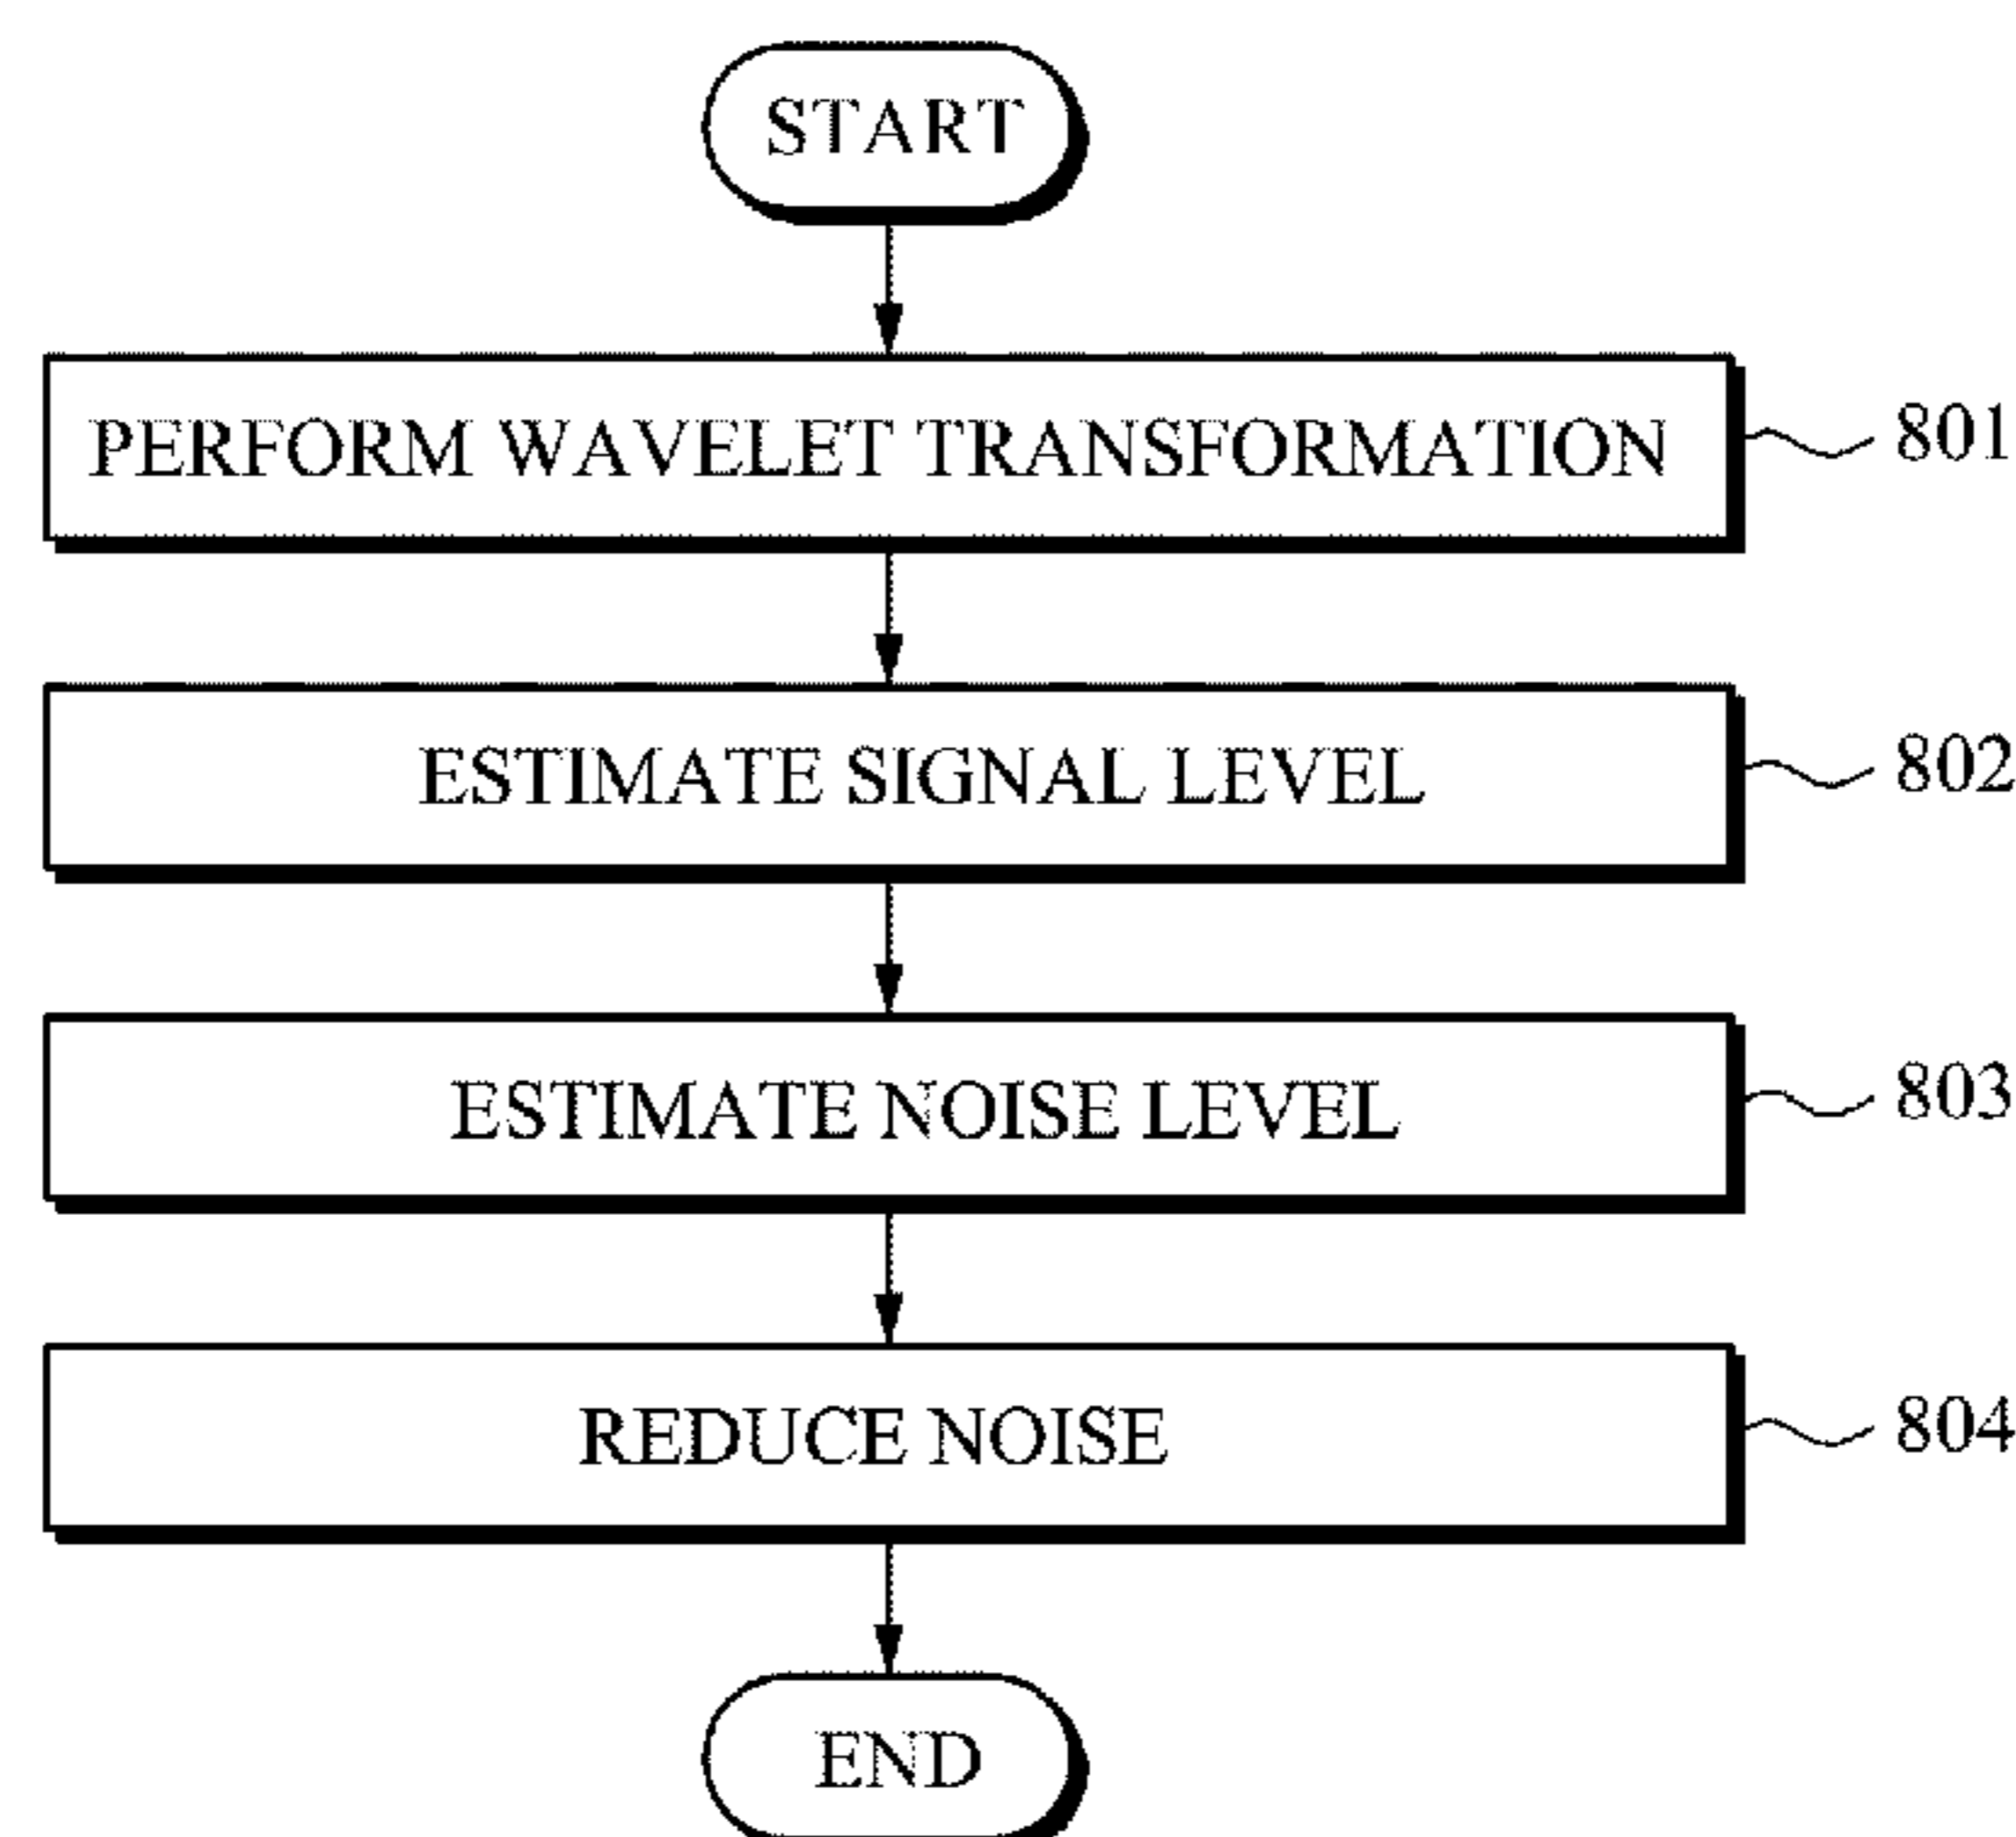 START
PERFORM WAVELET TRANSFORMATION 801
ESTIMATE SIGNAL LEVEL 802
ESTIMATE NOISE LEVEL 803
REDUCE NOISE 804
END